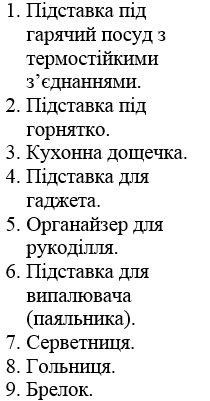 1. Підставка під
гарячий посуд з
термостійкими
з’єднаннями.
2. Підставка під
горнятко.
3. Кухонна дощечка.
4. Підставка для
гаджета.
5. Органайзер для
рукоділля.
6. Підставка для
випалювача
(паяльника).
7. Серветниця.
8. Гольниця.
9. Брелок.